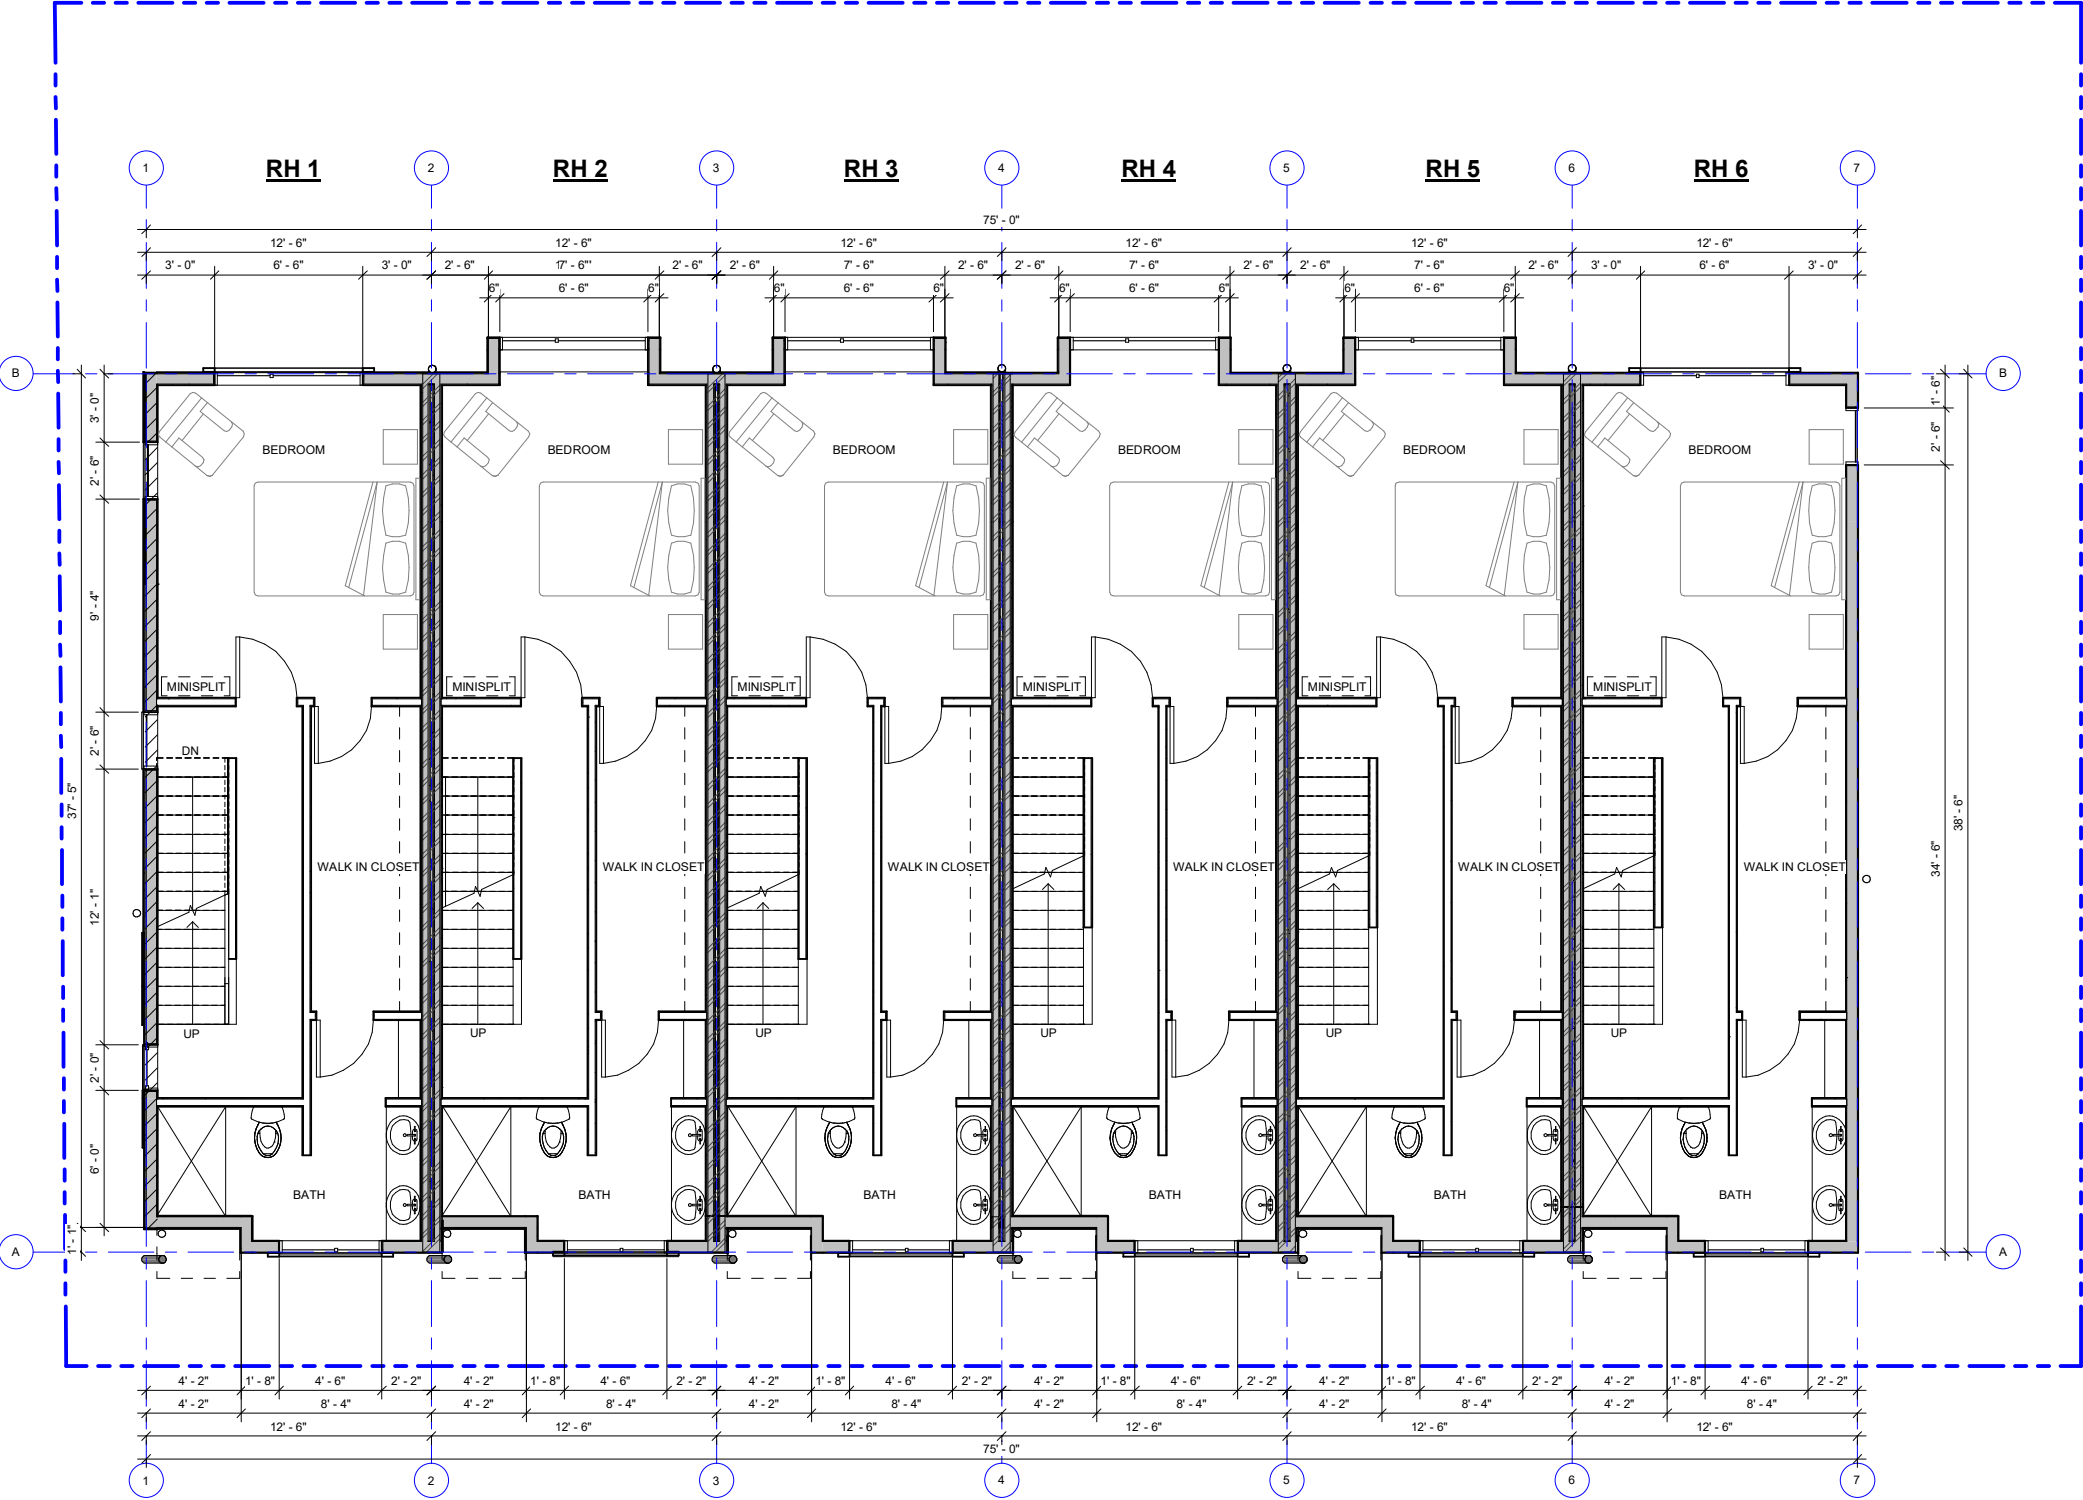 1 RH 1 2 RH 2 3 RH 3 4 RH 4 5 RH 5 6 RH 6 7
75' - 0"
12' - 6" 12' - 6" 12' - 6" 12' - 6" 12' - 6" 12' - 6"
3' - 0" 6' - 6" 3' - 0" 2' - 6" 7' - 6" 2' - 6" 2' - 6" 7' - 6" 2' - 6" 2' - 6" 7' - 6" 2' - 6" 2' - 6" 7' - 6" 2' - 6" 3' - 0" 6' - 6" 3' - 0"
6" 6' - 6" 6" 6" 6' - 6" 6" 6" 6' - 6" 6" 6" 6' - 6" 6"
B B
3' - 0"
2' - 6"
9' - 4"
2' - 6"
12' - 1"
2' - 0"
6' - 0"
37' - 5"
1' - 1"
1' - 6"
2' - 6"
34' - 6"
38' - 6"
BEDROOM BEDROOM BEDROOM BEDROOM BEDROOM BEDROOM
MINISPLIT MINISPLIT MINISPLIT MINISPLIT MINISPLIT MINISPLIT
DN
WALK IN CLOSET WALK IN CLOSET WALK IN CLOSET WALK IN CLOSET WALK IN CLOSET WALK IN CLOSET
UP UP UP UP UP UP
BATH BATH BATH BATH BATH BATH
A A
4' - 2" 1' - 8" 4' - 6" 2' - 2" 4' - 2" 1' - 8" 4' - 6" 2' - 2" 4' - 2" 1' - 8" 4' - 6" 2' - 2" 4' - 2" 1' - 8" 4' - 6" 2' - 2" 4' - 2" 1' - 8" 4' - 6" 2' - 2" 4' - 2" 1' - 8" 4' - 6" 2' - 2"
4' - 2" 8' - 4" 4' - 2" 8' - 4" 4' - 2" 8' - 4" 4' - 2" 8' - 4" 4' - 2" 8' - 4" 4' - 2" 8' - 4"
12' - 6" 12' - 6" 12' - 6" 12' - 6" 12' - 6" 12' - 6"
75' - 0"
1 2 3 4 5 6 7